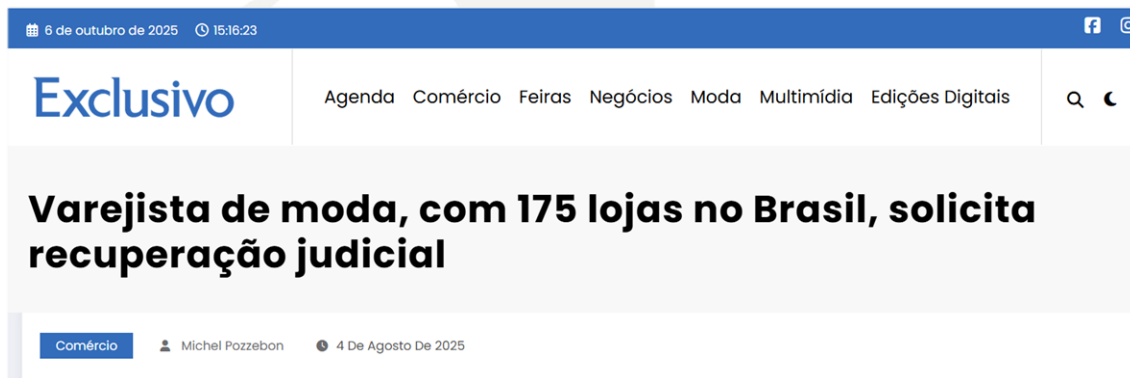 6 de outubro de 2025 15:16:23
Exclusivo
Agenda Comércio Feiras Negócios Moda Multimídia Edições Digitais
Varejista de moda, com 175 lojas no Brasil, solicita
recuperação judicial
Comércio Michel Pozzebon 4 De Agosto De 2025